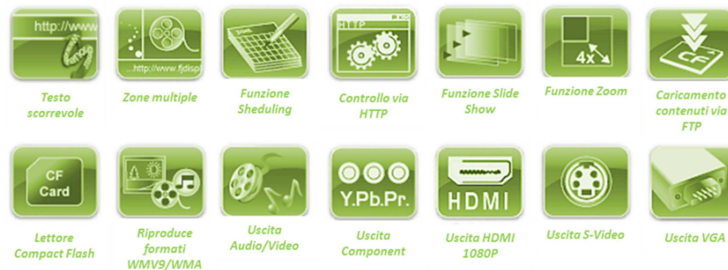 http://www
...http://www.fjdispl
HTTP
4x
CF
Testo
scorrevole
Zone multiple
Funzione
Sheduling
Controllo via
HTTP
Funzione Slide
Show
Funzione Zoom
Caricamento
contenuti via
FTP
CF
Card
Y.Pb.Pr.
HDMI
Lettore
Compact Flash
Riproduce
formati
WMV9/WMA
Uscita
Audio/Video
Uscita
Component
Uscita HDMI
1080P
Uscita S-Video
Uscita VGA